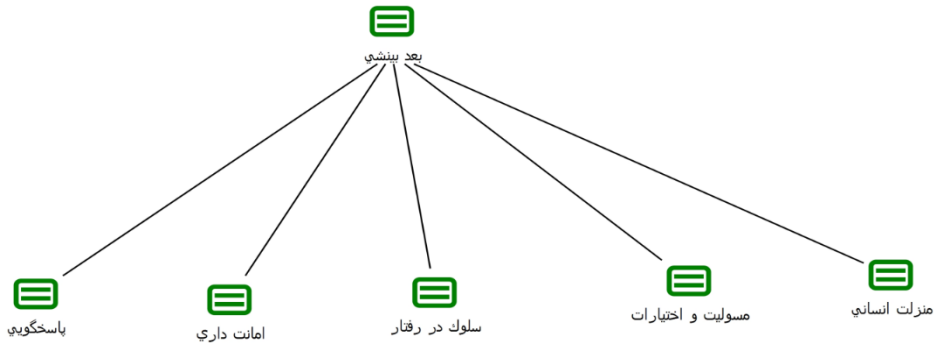 بعد بينشي
منزلت انساني
مسوليت و اختيارات
سلوك در رفتار
امانت داري
پاسخگويي